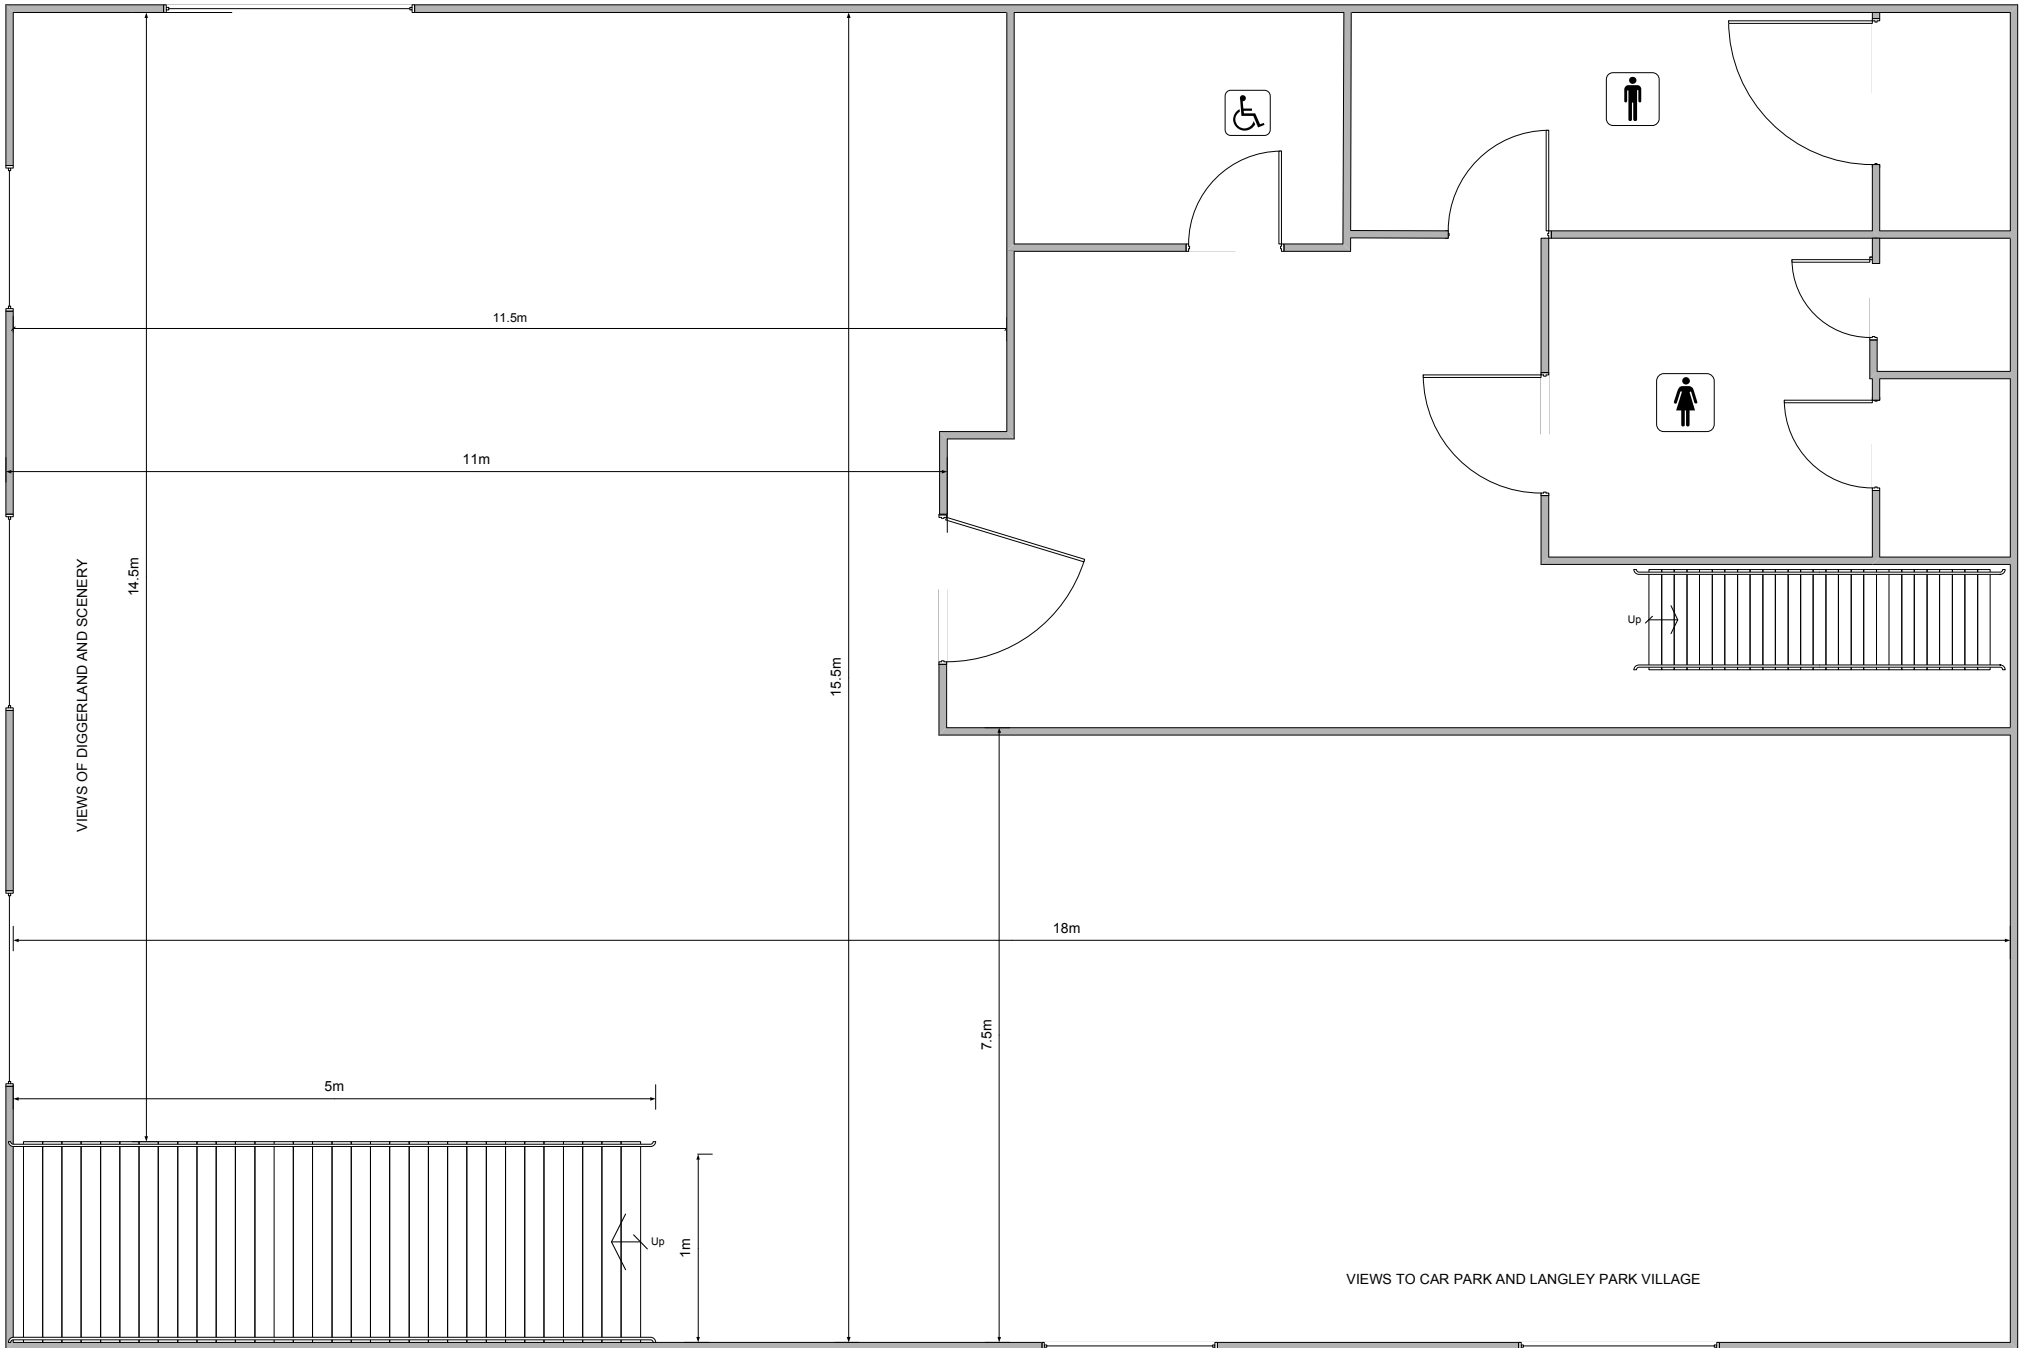 11.5m
11m
14.5m
VIEWS OF DIGGERLAND AND SCENERY
Up
15.5m
18m
7.5m
5m
Up
1m
VIEWS TO CAR PARK AND LANGLEY PARK VILLAGE